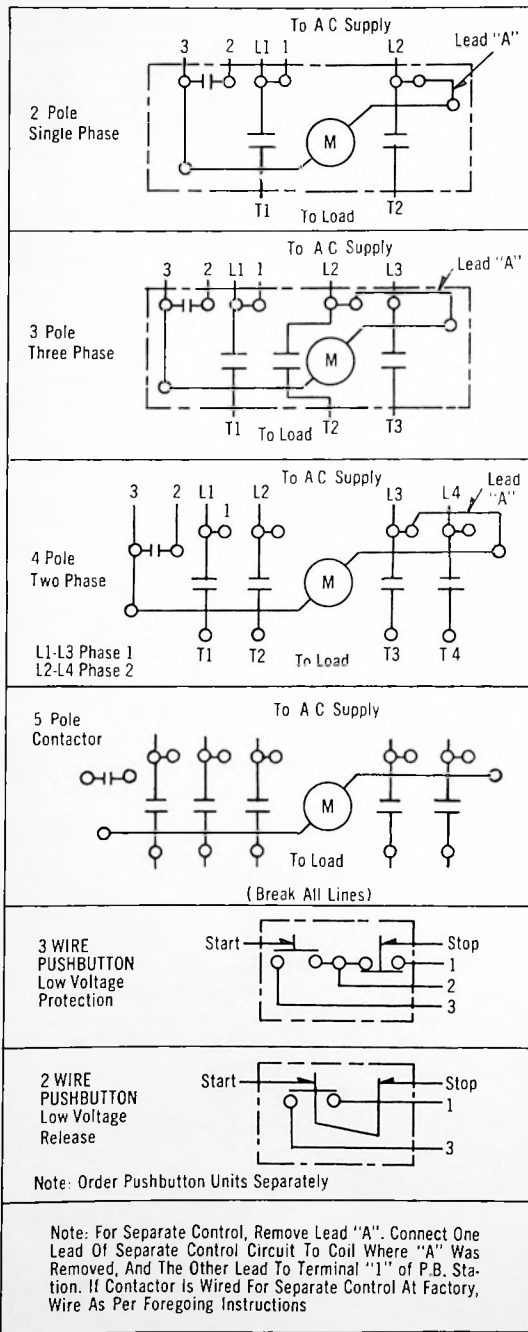 To A C Supply
3 2 L1 1 L2 Lead "A"
2 Pole
Single Phase
M
T1 To Load T2
To A C Supply
3 2 L1 1 L2 L3 Lead "A"
3 Pole
Three Phase
M
T1 To Load T2 T3
To A C Supply
3 2 L1 1 L2 L3 L4 Lead
"A"
4 Pole
Two Phase
M
L1-L3 Phase 1
L2-L4 Phase 2
T1 T2 To Load T3 T4
5 Pole
Contactor
To A C Supply
M
To Load
(Break All Lines)
3 WIRE
PUSHBUTTON
Low Voltage
Protection
Start Stop
1
2
3
2 WIRE
PUSHBUTTON
Low Voltage
Release
Start Stop
1
3
Note: Order Pushbutton Units Separately
Note: For Separate Control, Remove Lead "A". Connect One
Lead Of Separate Control Circuit To Coil Where "A" Was
Removed, And The Other Lead To Terminal "1" of P.B. Sta-
tion. If Contactor Is Wired For Separate Control At Factory,
Wire As Per Foregoing Instructions